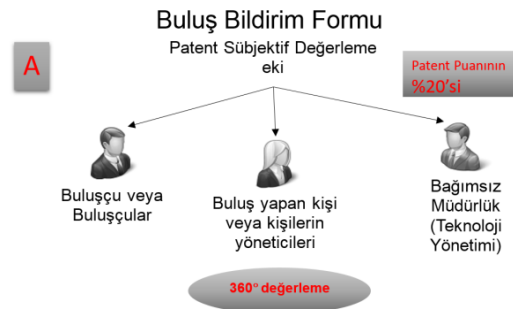 Buluş Bildirim Formu
Patent Sübjektif Değerleme
eki
A
Patent Puanının
%20'si
Buluşçu veya
Buluşçular
Buluş yapan kişi
veya kişilerin
yöneticileri
Bağımsız
Müdürlük
(Teknoloji
Yönetimi)
360° değerleme